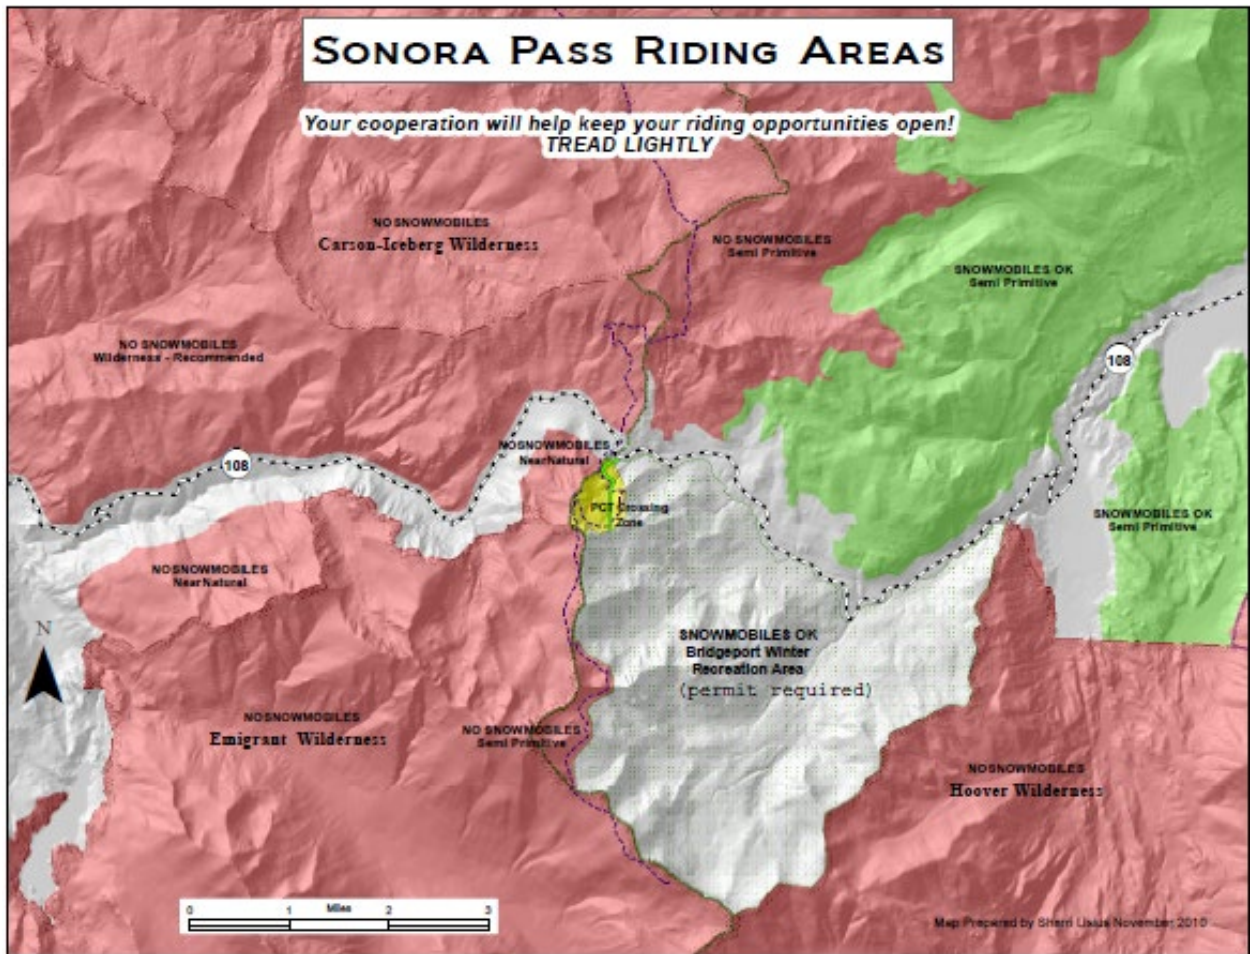 SONORA PASS RIDING AREAS
Your cooperation will help keep your riding opportunities open!
TREAD LIGHTLY
NO SNOWMOBILES
Carson-Iceberg Wilderness
NO SNOWMOBILES
Semi Primitive
SNOWMOBILES OK
Semi Primitive
NO SNOWMOBILES
Wilderness - Recommended
108
NO SNOWMOBILES
Near Natural
108
PCT Crossing
Zone
SNOWMOBILES OK
Semi Primitive
NO SNOWMOBILES
Near Natural
N
SNOWMOBILES OK
Bridgeport Winter
Recreation Area
(permit required)
NO SNOWMOBILES
Emigrant Wilderness
NO SNOWMOBILES
Semi Primitive
NO SNOWMOBILES
Hoover Wilderness
0 1 Miles 2 3
Map Prepared by Sherri November 2010